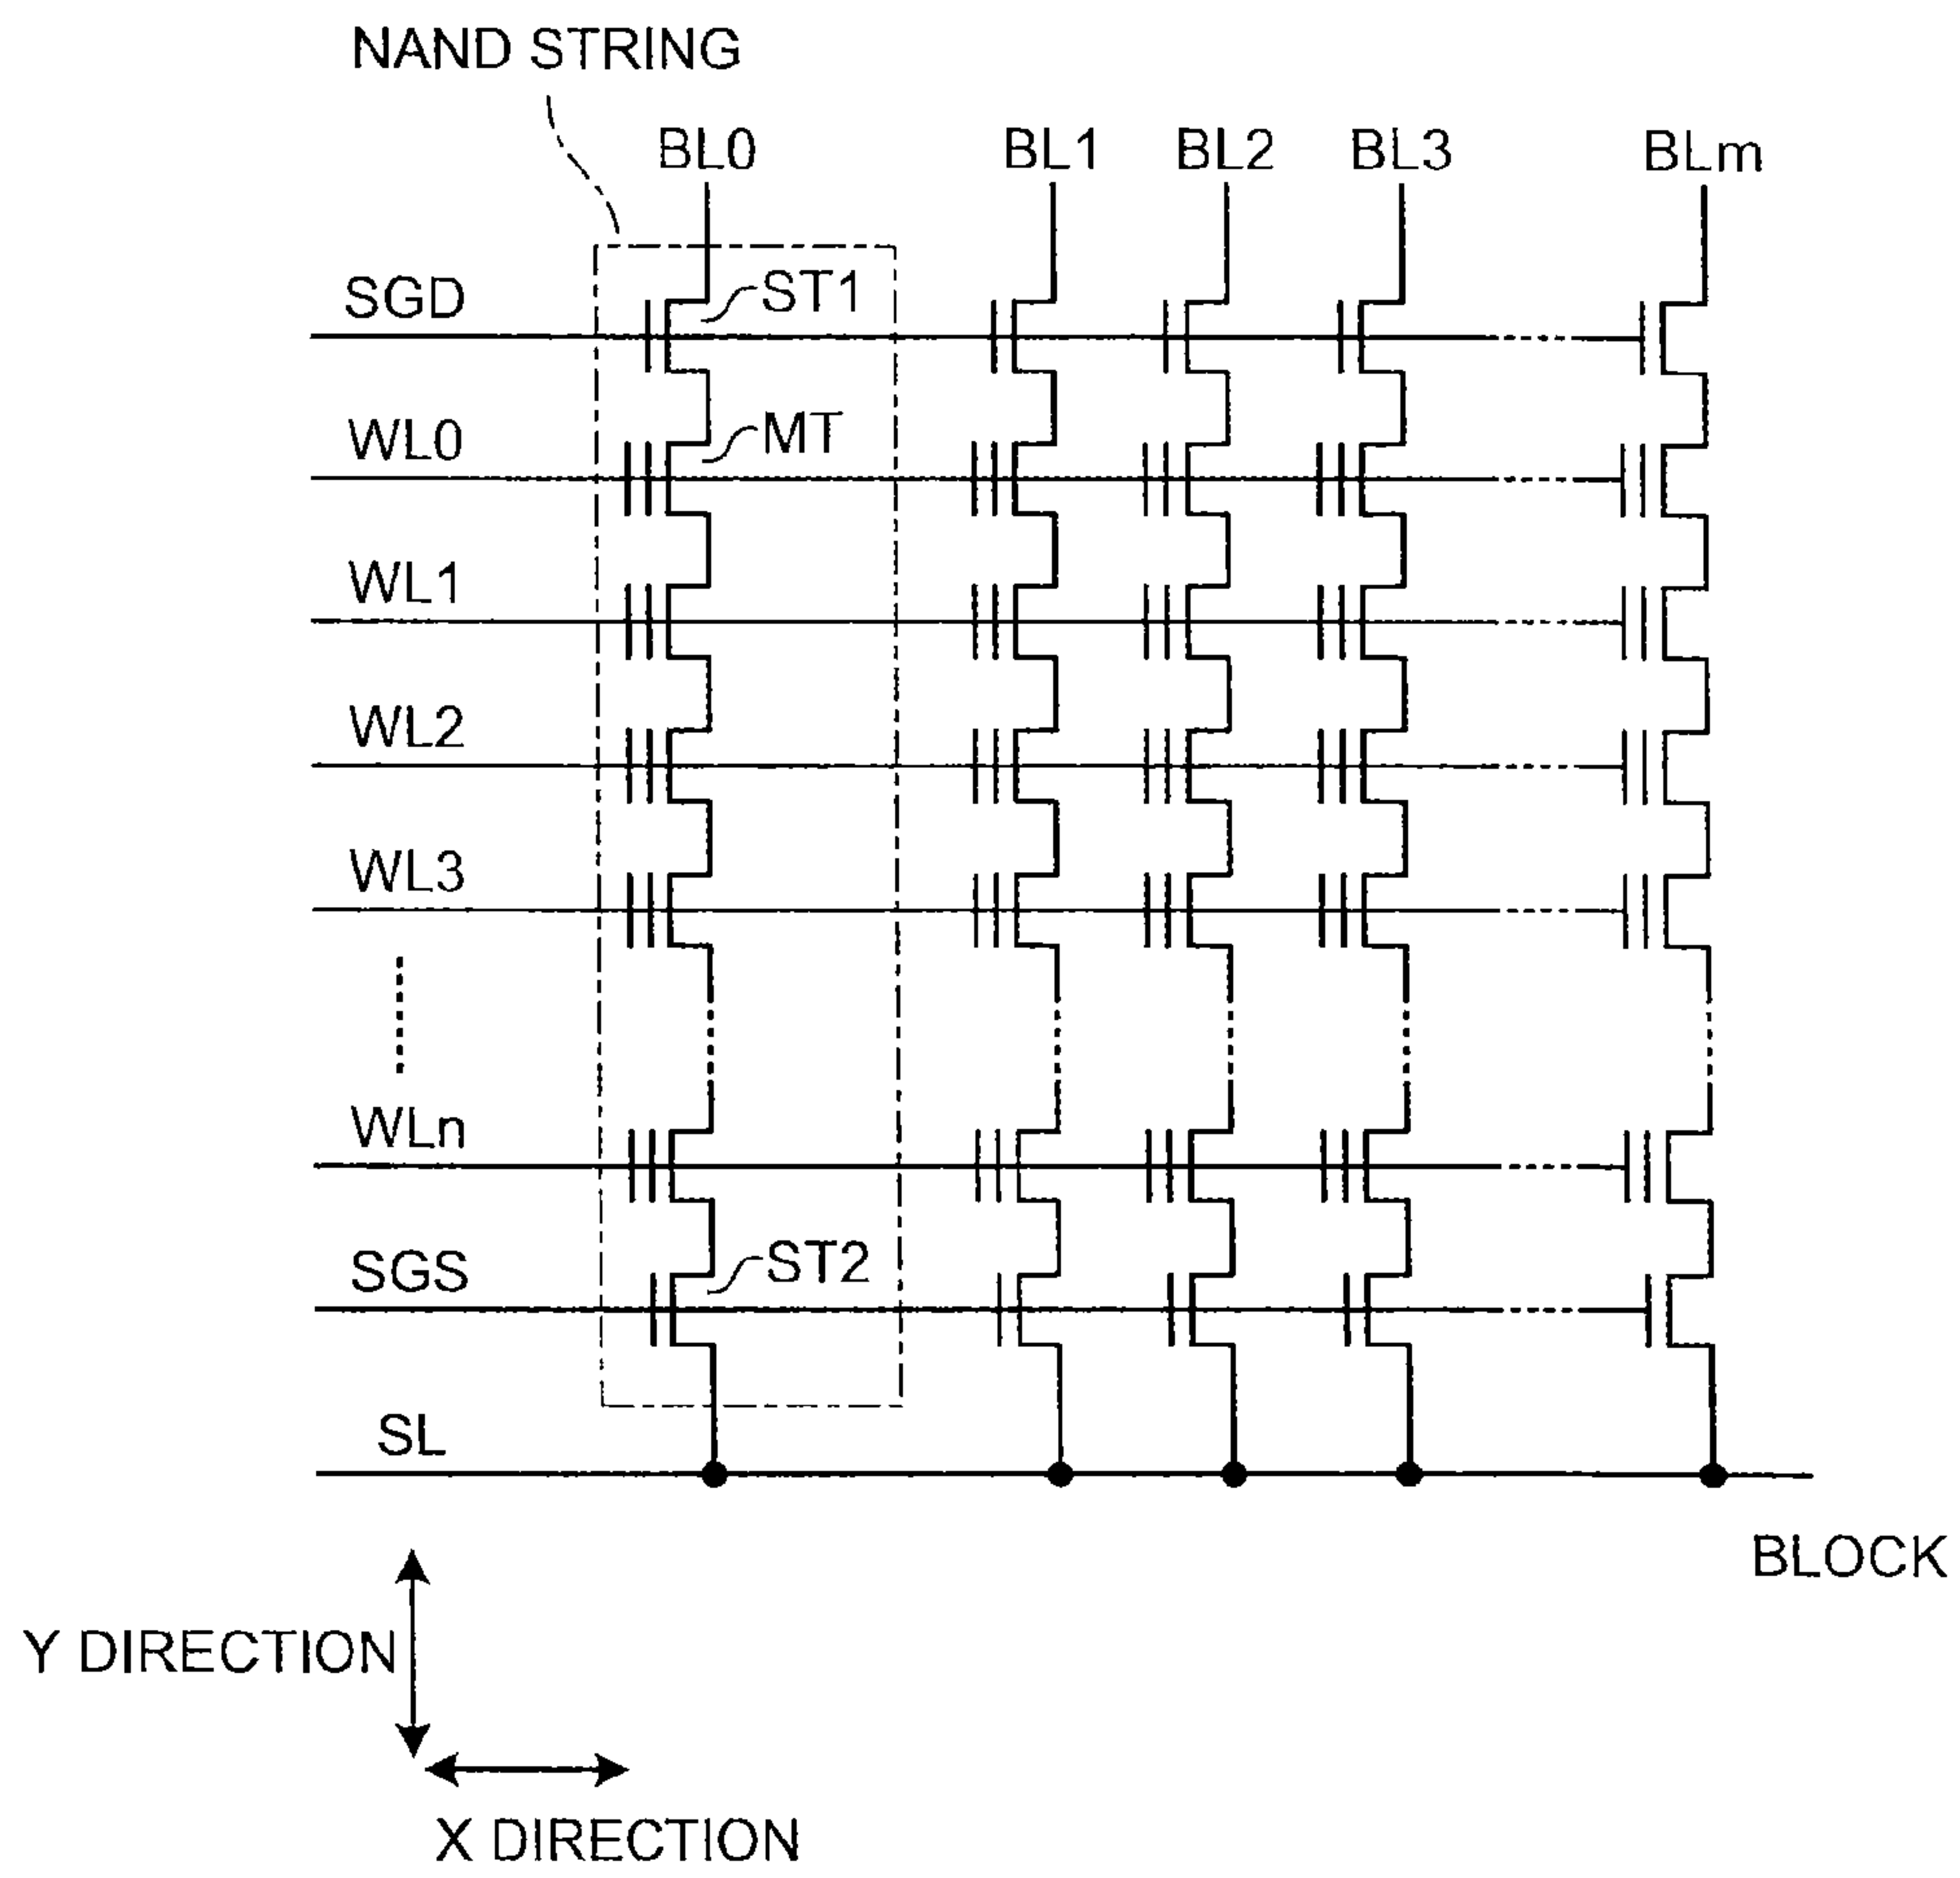 NAND STRING
BL0 BL1 BL2 BL3 BLm
SGD ST1
WL0 MT
WL1
WL2
WL3
WLn
SGS ST2
SL
BLOCK
Y DIRECTION
X DIRECTION